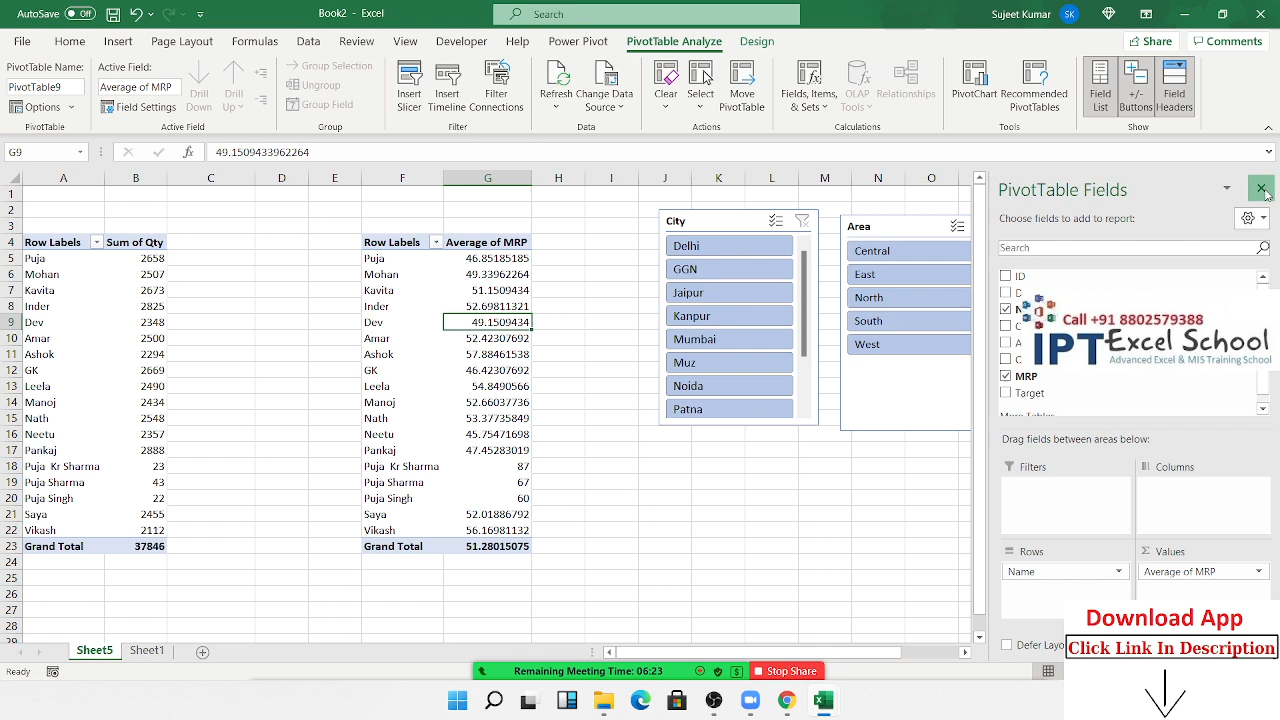 AutoSave Off Book2 - Excel Search Sujeet Kumar SK
File Home Insert Page Layout Formulas Data Review View Developer Help Power Pivot PivotTable Analyze Design Share Comments
PivotTable Name:
PivotTable9
Options
PivotTable
Active Field:
Average of MRP
Field Settings
Drill Down
Drill Up
Active Field
Group Selection
Ungroup
Group Field
Group
Insert Slicer
Insert Timeline
Filter Connections
Filter
Refresh
Change Data Source
Data
Clear
Select
Move PivotTable
Actions
Fields, Items, & Sets
OLAP Tools
Relationships
Calculations
PivotChart
Recommended PivotTables
Tools
Field List
+/- Buttons
Field Headers
Show
G9 fx 49.1509433962264
A B C D E F G H I J K L M N O
1
2
3
4 Row Labels Sum of Qty Row Labels Average of MRP
5 Puja 2658 Puja 46.85185185
6 Mohan 2507 Mohan 49.33962264
7 Kavita 2673 Kavita 51.1509434
8 Inder 2825 Inder 52.69811321
9 Dev 2348 Dev 49.1509434
10 Amar 2500 Amar 52.42307692
11 Ashok 2294 Ashok 57.88461538
12 GK 2669 GK 46.42307692
13 Leela 2490 Leela 54.8490566
14 Manoj 2434 Manoj 52.66037736
15 Nath 2548 Nath 53.37735849
16 Neetu 2357 Neetu 45.75471698
17 Pankaj 2888 Pankaj 47.45283019
18 Puja Kr Sharma 23 Puja Kr Sharma 87
19 Puja Sharma 43 Puja Sharma 67
20 Puja Singh 22 Puja Singh 60
21 Saya 2455 Saya 52.01886792
22 Vikash 2112 Vikash 56.16981132
23 Grand Total 37846 Grand Total 51.28015075
24
25
26
27
28
29
City
Delhi
GGN
Jaipur
Kanpur
Mumbai
Muz
Noida
Patna
Area
Central
East
North
South
West
PivotTable Fields
Choose fields to add to report:
Search
ID
Call +91 8802579388
IPT Excel School
Advanced Excel & MIS Training School
MRP
Target
Drag fields between areas below:
Filters Columns
Rows Σ Values
Name Average of MRP
Defer Layo
Download App
Click Link In Description
Sheet5 Sheet1
Ready
Remaining Meeting Time: 06:23 Stop Share